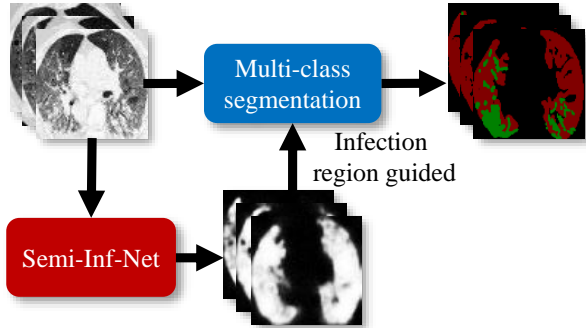 Multi-class
segmentation
Infection
region guided
Semi-Inf-Net